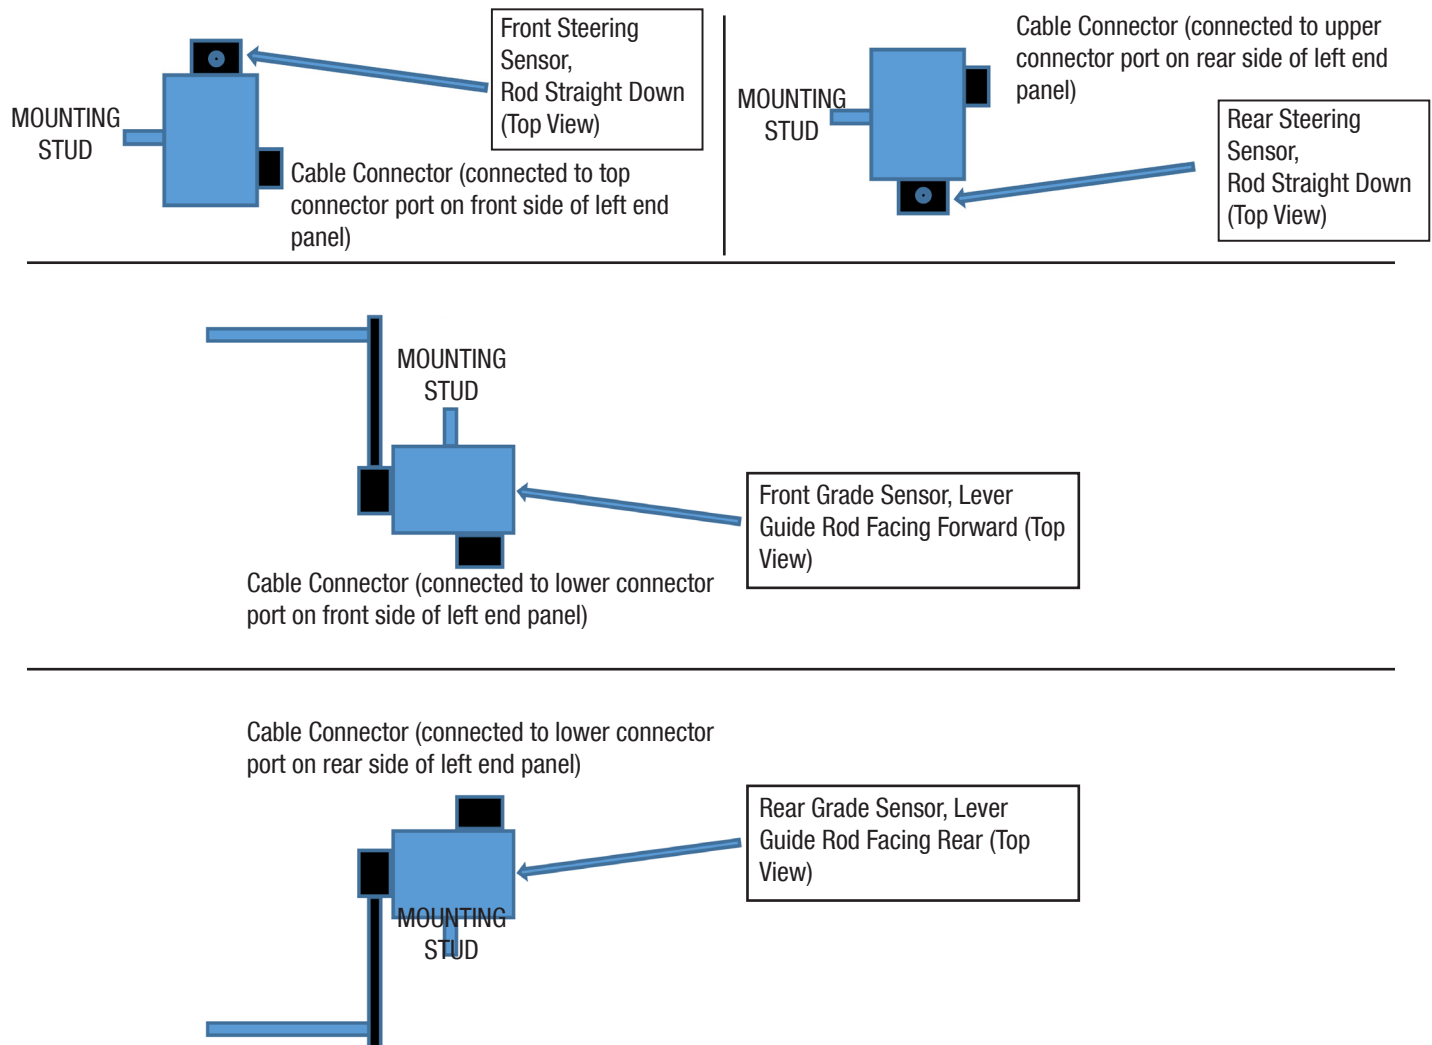 Front Steering
Sensor,
Rod Straight Down
(Top View)
MOUNTING
STUD
Cable Connector (connected to top
connector port on front side of left end
panel)
Cable Connector (connected to upper
connector port on rear side of left end
panel)
MOUNTING
STUD
Rear Steering
Sensor,
Rod Straight Down
(Top View)
MOUNTING
STUD
Front Grade Sensor, Lever
Guide Rod Facing Forward (Top
View)
Cable Connector (connected to lower connector
port on front side of left end panel)
Cable Connector (connected to lower connector
port on rear side of left end panel)
Rear Grade Sensor, Lever
Guide Rod Facing Rear (Top
View)
MOUNTING
STUD